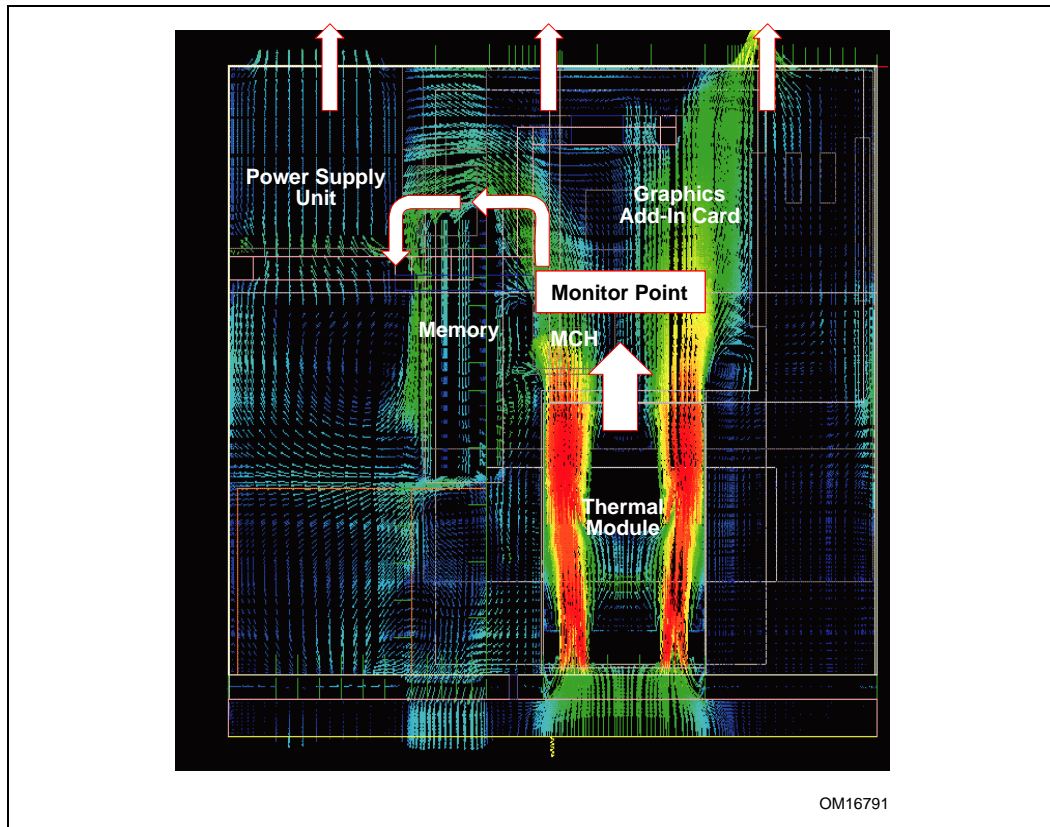 Power Supply
Unit
Graphics
Add-In Card
Monitor Point
Memory
MCH
Thermal
Module
OM16791